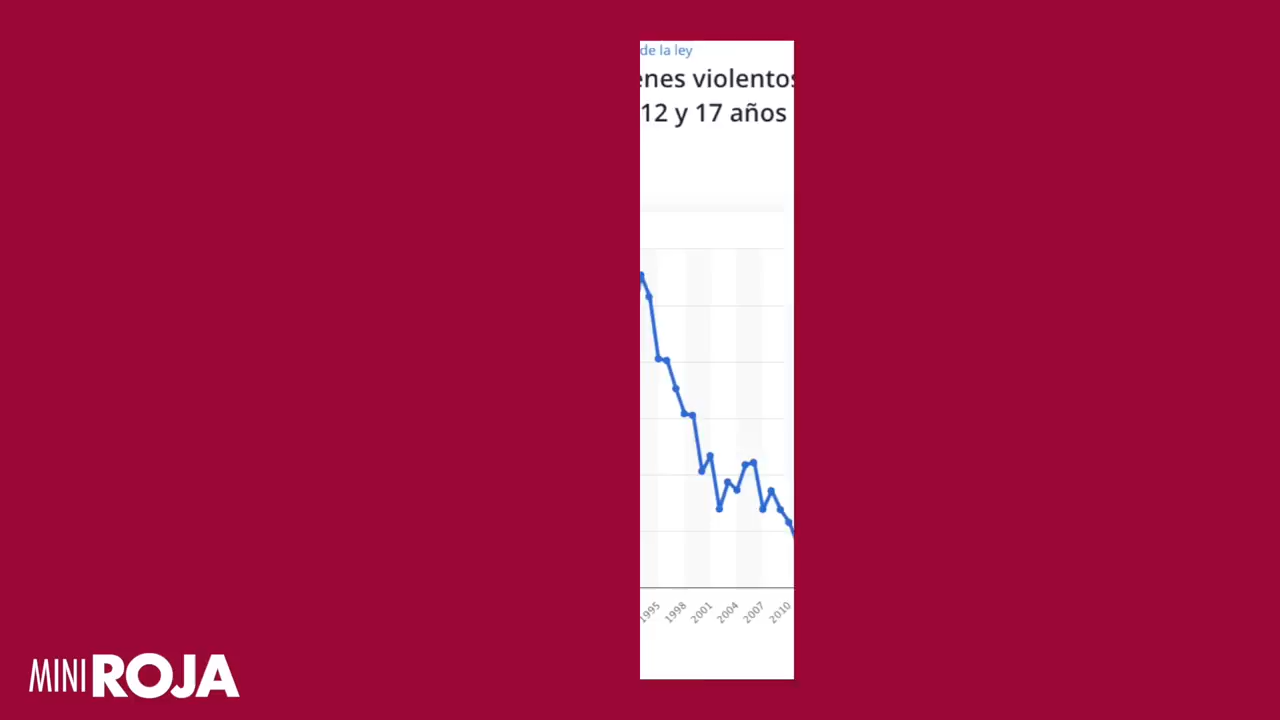 de la ley
enes violentos
12 y 17 años
1995 1998 2001 2004 2007 2010
MINI ROJA